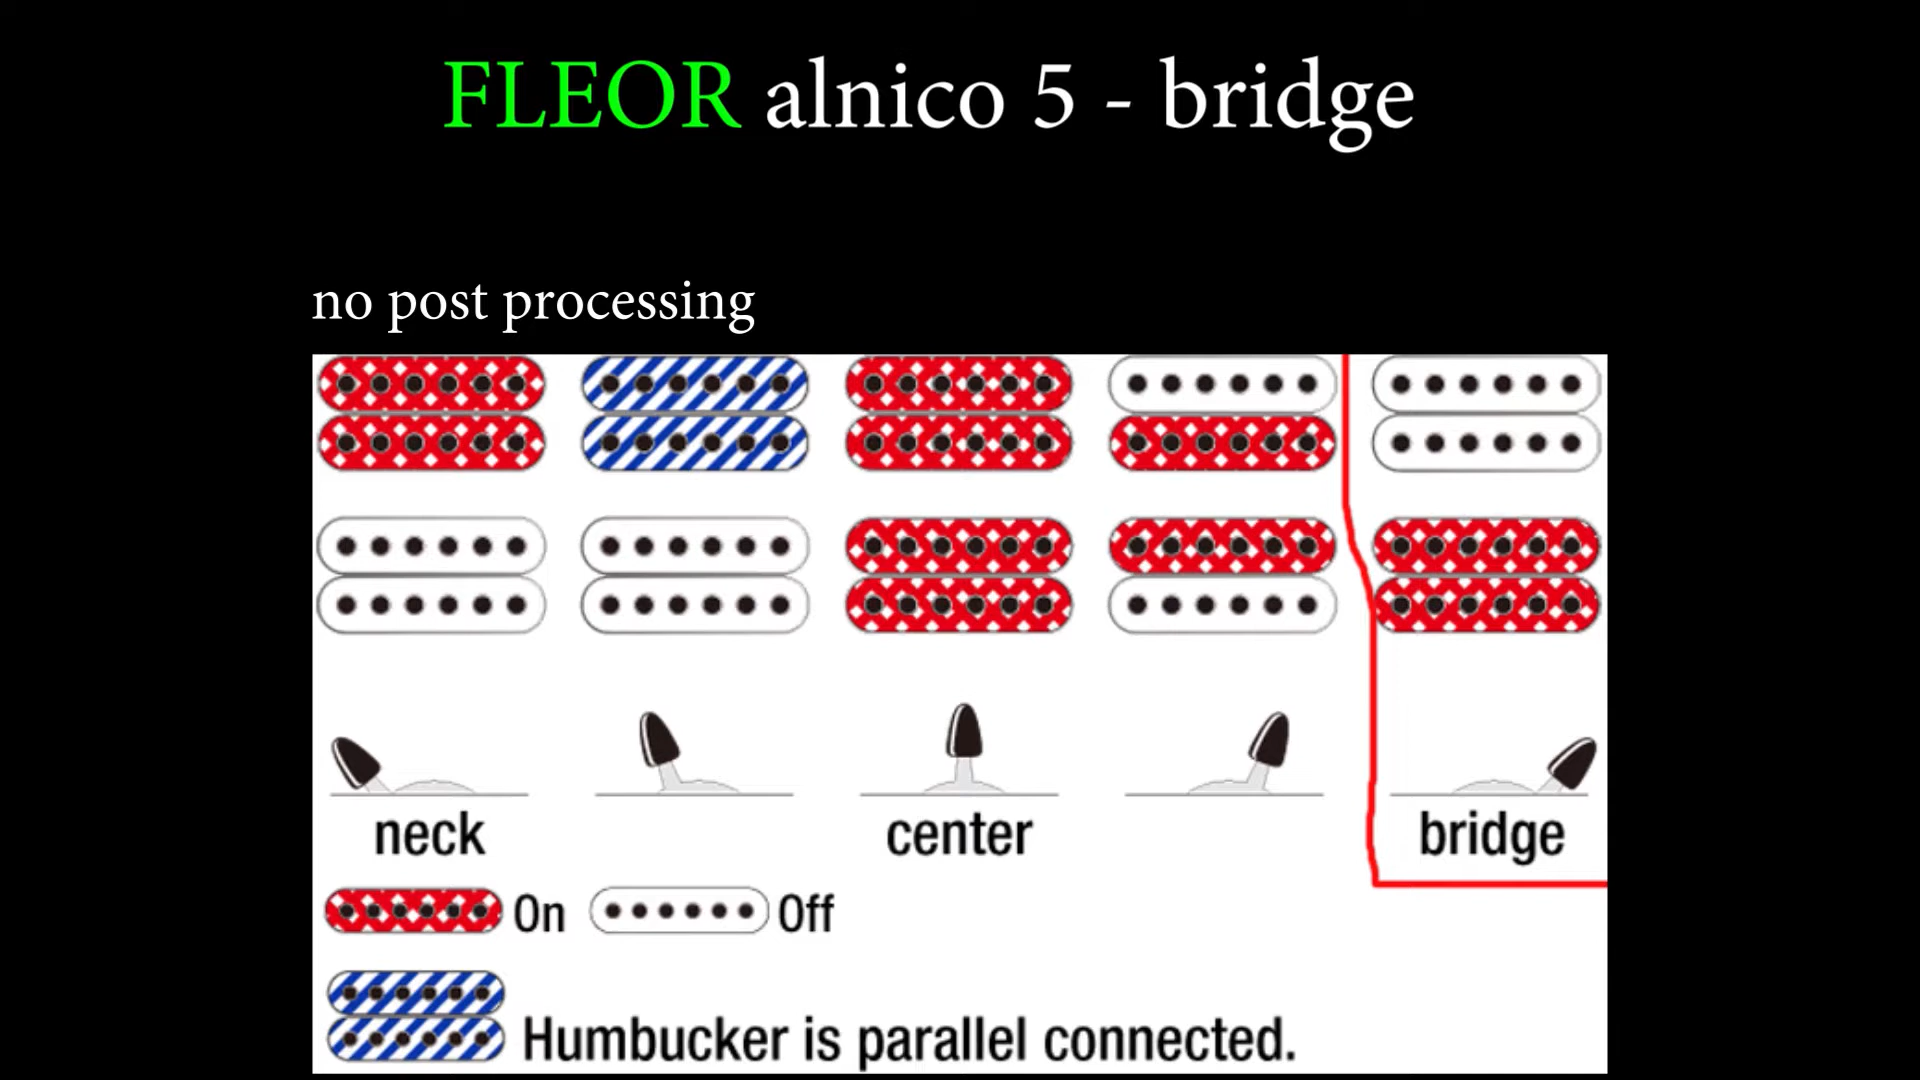 FLEOR alnico 5 - bridge
no post processing
neck
center
bridge
On
Off
Humbucker is parallel connected.